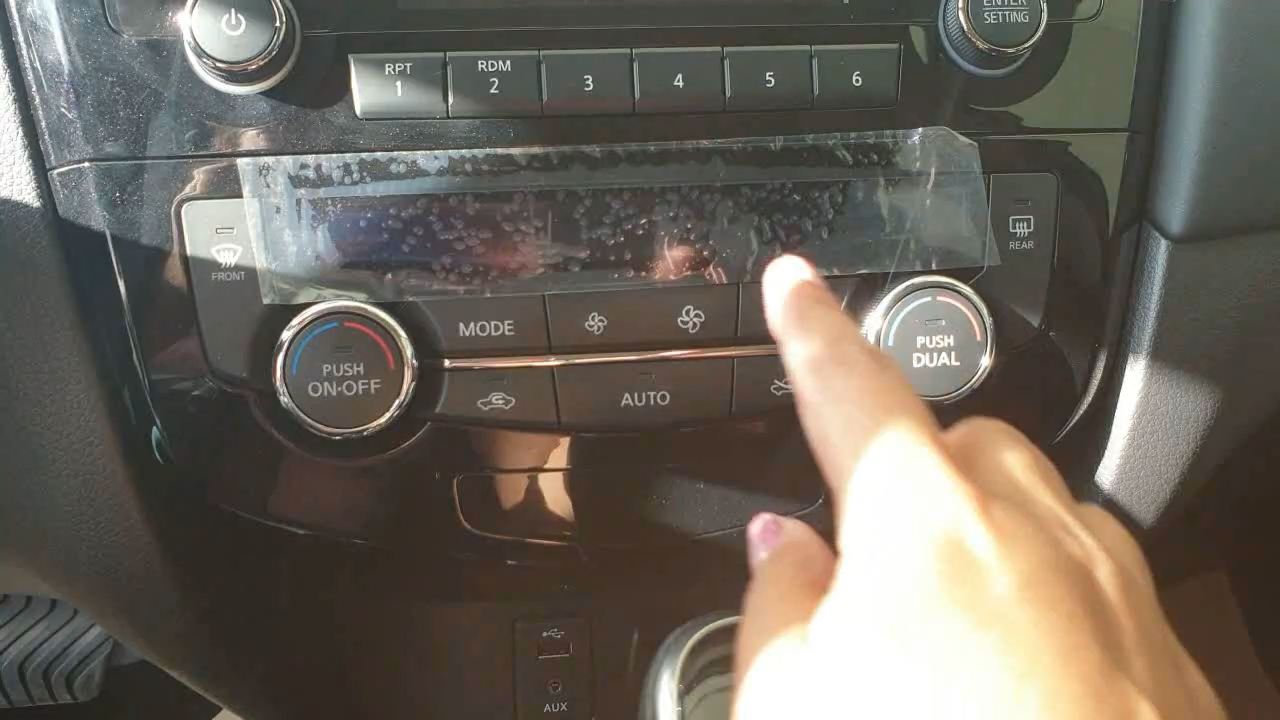 ENTER
SETTING
RPT
1
RDM
2
3
4
5
6
FRONT
REAR
MODE
PUSH
ON•OFF
PUSH
DUAL
AUTO
AUX